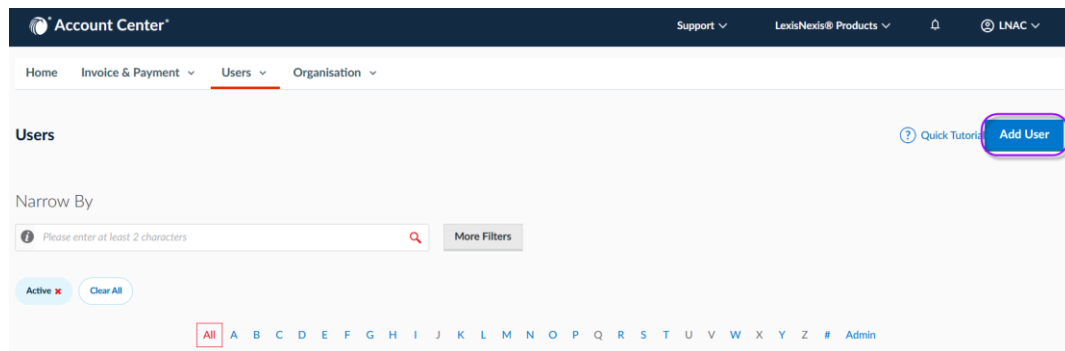 Account Center® Support LexisNexis® Products LNAC
Home Invoice & Payment Users Organisation
Users ? Quick Tutorial Add User
Narrow By
i Please enter at least 2 characters More Filters
Active x Clear All
All A B C D E F G H I J K L M N O P Q R S T U V W X Y Z # Admin